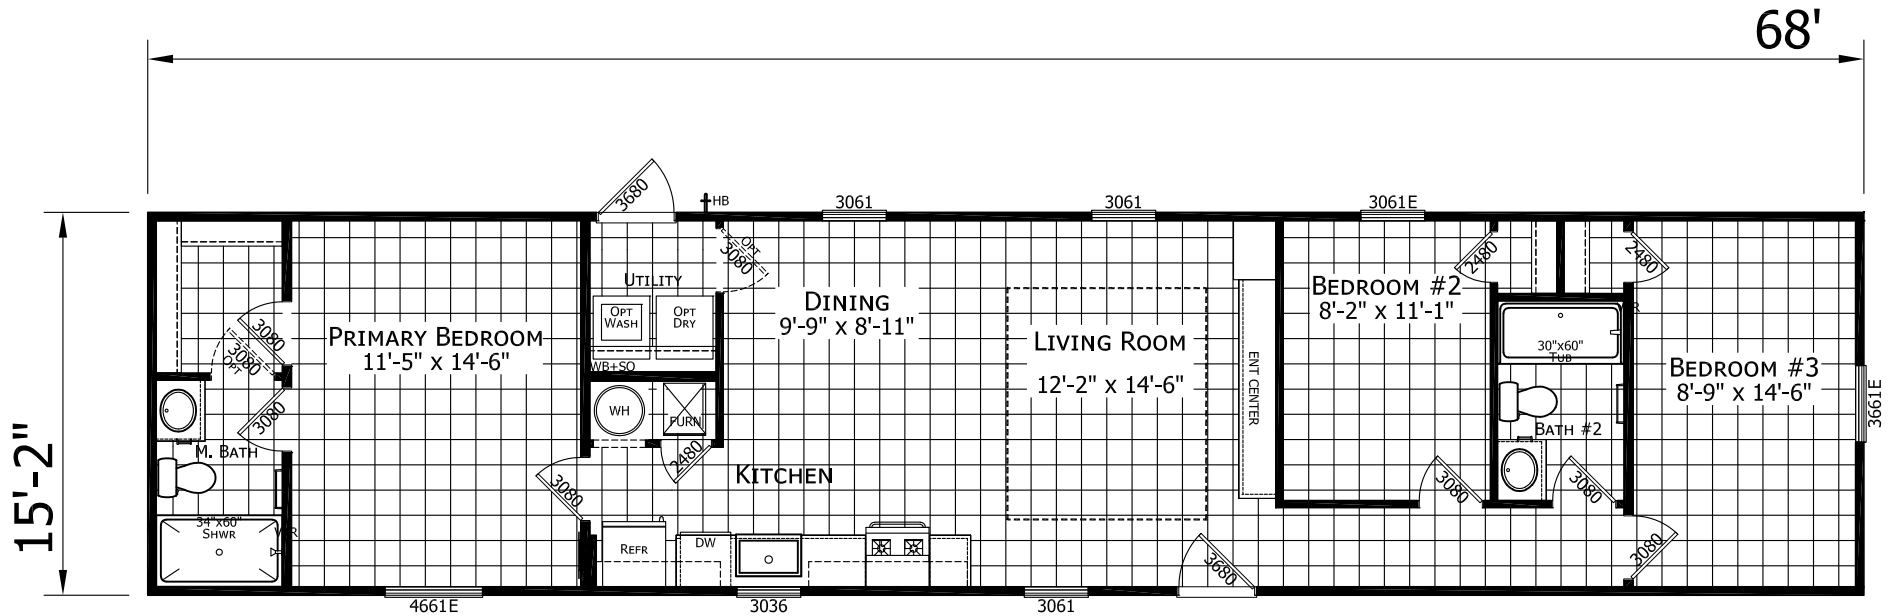 68'
15'-2"
3680
HB
3061
3061
3061E
OPT
3080
2480
2480
UTILITY
OPT
WASH
OPT
DRY
WB+SO
DINING
9'-9" x 8'-11"
BEDROOM #2
8'-2" x 11'-1"
PRIMARY BEDROOM
11'-5" x 14'-6"
3080
3080
OPT
3080
LIVING ROOM
12'-2" x 14'-6"
ENT CENTER
30"x60"
TUB
BEDROOM #3
8'-9" x 14'-6"
3661E
WH
FURN
2480
BATH #2
M. BATH
KITCHEN
3080
3080
3080
34"x60"
SHWR
REFR
DW
3680
3080
4661E
3036
3061